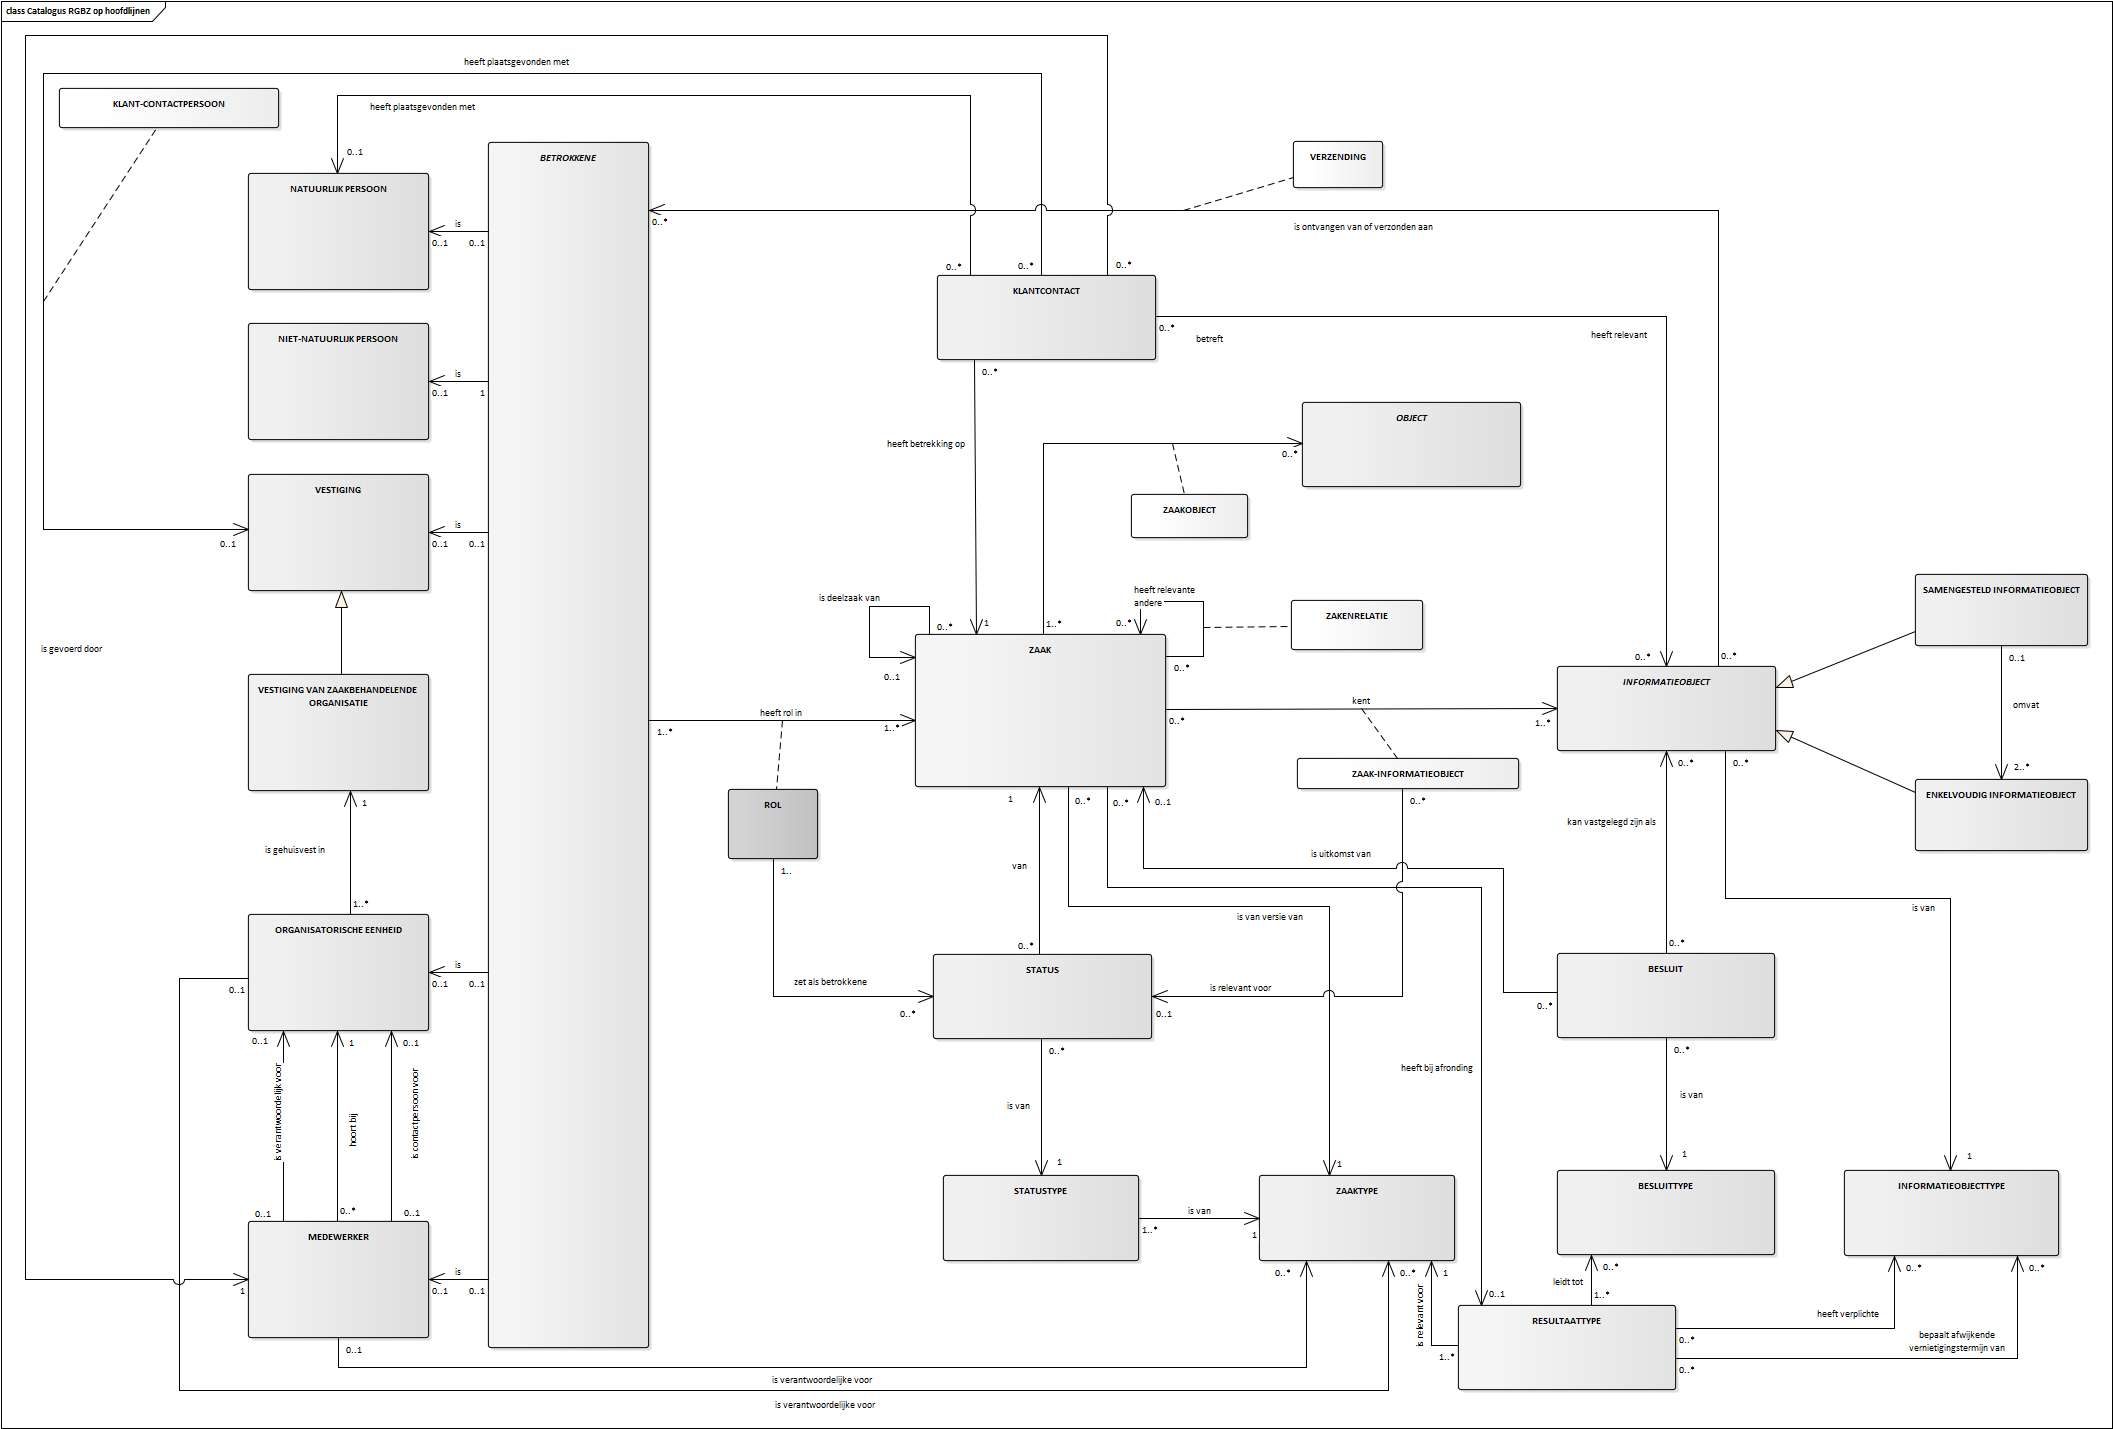 class Catalogus RGBZ op hoofdlijnen
heeft plaatsgevonden met
KLANT-CONTACTPERSOON
heeft plaatsgevonden met
0..1
BETROKKENE
VERZENDING
NATUURLIJK PERSOON
is
0..1
0..1
0..*
is ontvangen van of verzonden aan
0..*
0..*
0..*
KLANTCONTACT
0..*
betreft
heeft relevant
NIET-NATUURLIJK PERSOON
is
0..1
1
0..*
OBJECT
heeft betrekking op
0..*
VESTIGING
is
0..1
0..1
0..1
ZAAKOBJECT
is deelzaak van
0..*
0..1
1
1..*
heeft relevante
andere
0..*
0..*
ZAKENRELATIE
SAMENGESTELD INFORMATIEOBJECT
0..1
omvat
2..*
ENKELVOUDIG INFORMATIEOBJECT
is gevoerd door
ZAAK
0..*
0..*
INFORMATIEOBJECT
VESTIGING VAN ZAAKBEHANDELENDE
ORGANISATIE
heeft rol in
1..*
1..*
0..*
kent
1..*
ZAAK-INFORMATIEOBJECT
0..*
0..*
0..*
1
ROL
1..
1
0..*
0..*
0..1
kan vastgelegd zijn als
is gehuisvest in
is uitkomst van
van
is van versie van
is van
1..*
ORGANISATORISCHE EENHEID
is
0..1
0..1
0..1
0..*
STATUS
0..*
BESLUIT
zet als betrokkene
0..*
is relevant voor
0..1
0..*
0..1
1
0..1
0..*
0..*
is verantwoordelijk voor
hoort bij
is contactpersoon voor
heeft bij afronding
is van
is van
1
1
1
1
0..1
0..*
0..1
STATUSTYPE
ZAAKTYPE
BESLUITTYPE
INFORMATIEOBJECTTYPE
is van
1..*
1
MEDEWERKER
is
0..1
0..1
1
0..*
0..*
1
0..*
0..*
0..*
leidt tot
1..*
is relevant voor
0..1
1..*
RESULTAATTYPE
heeft verplichte
0..*
bepaalt afwijkende
vernietigingstermijn van
0..*
0..1
is verantwoordelijke voor
is verantwoordelijke voor